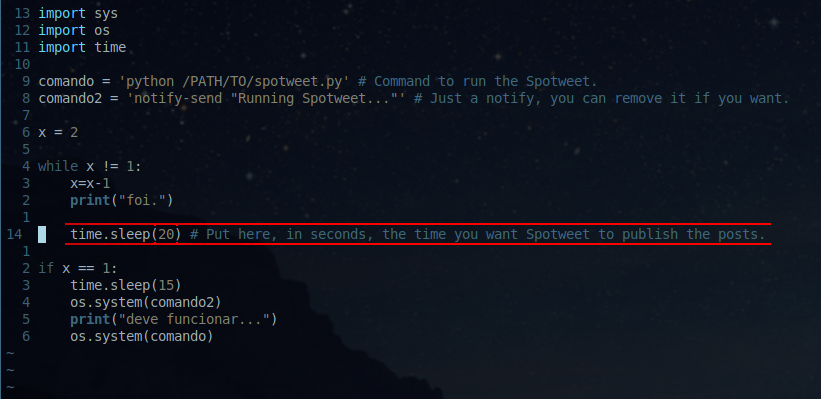 13 import sys
12 import os
11 import time
10
9 comando = 'python /PATH/TO/spotweet.py' # Command to run the Spotweet.
8 comando2 = 'notify-send "Running Spotweet..."' # Just a notify, you can remove it if you want.
7
6 x = 2
5
4 while x != 1:
3     x=x-1
2     print("foi.")
1
14     time.sleep(20) # Put here, in seconds, the time you want Spotweet to publish the posts.
1
2 if x == 1:
3     time.sleep(15)
4     os.system(comando2)
5     print("deve funcionar...")
6     os.system(comando)
~
~
~